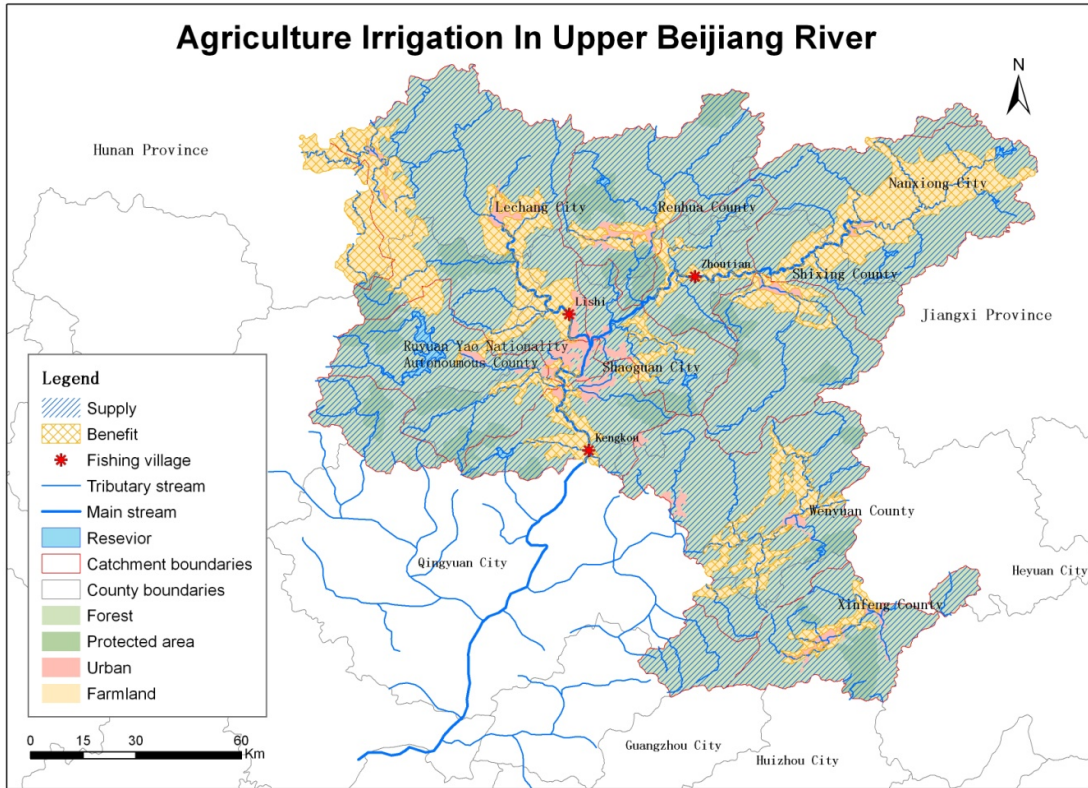 Agriculture Irrigation In Upper Beijiang River
N
Hunan Province
Nanxiong City
Lechang City
Renhua County
Zhoutian
Shixing County
Lishi
Jiangxi Province
Ruyuan Yao Nationality
Autonoumous County
Shaoguan City
Kengkou
Wenyuan County
Qingyuan City
Heyuan City
Xinfeng County
Guangzhou City
Huizhou City
Legend
Supply
Benefit
Fishing village
Tributary stream
Main stream
Resevior
Catchment boundaries
County boundaries
Forest
Protected area
Urban
Farmland
0 15 30 60
Km